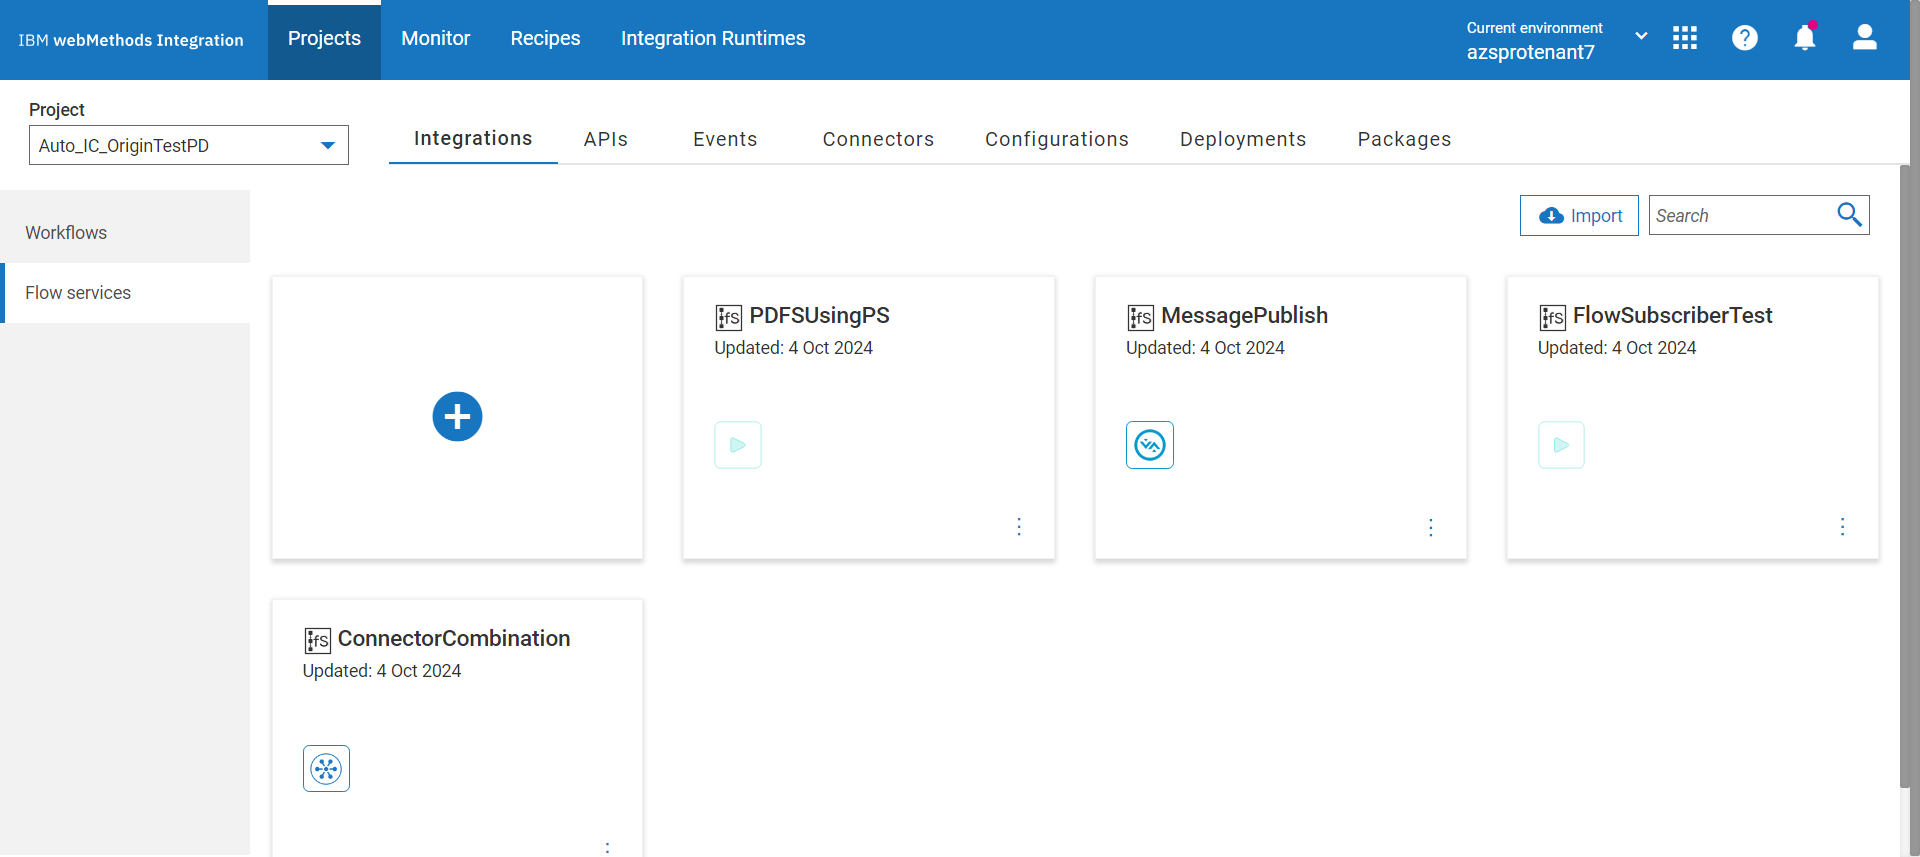 IBM webMethods Integration
Projects
Monitor
Recipes
Integration Runtimes
Current environment
azsprotenant7
Project
Auto_IC_OriginTestPD
Integrations
APIs
Events
Connectors
Configurations
Deployments
Packages
Workflows
Flow services
Import
Search
fS PDFSUsingPS
Updated: 4 Oct 2024
fS MessagePublish
Updated: 4 Oct 2024
fS FlowSubscriberTest
Updated: 4 Oct 2024
fS ConnectorCombination
Updated: 4 Oct 2024